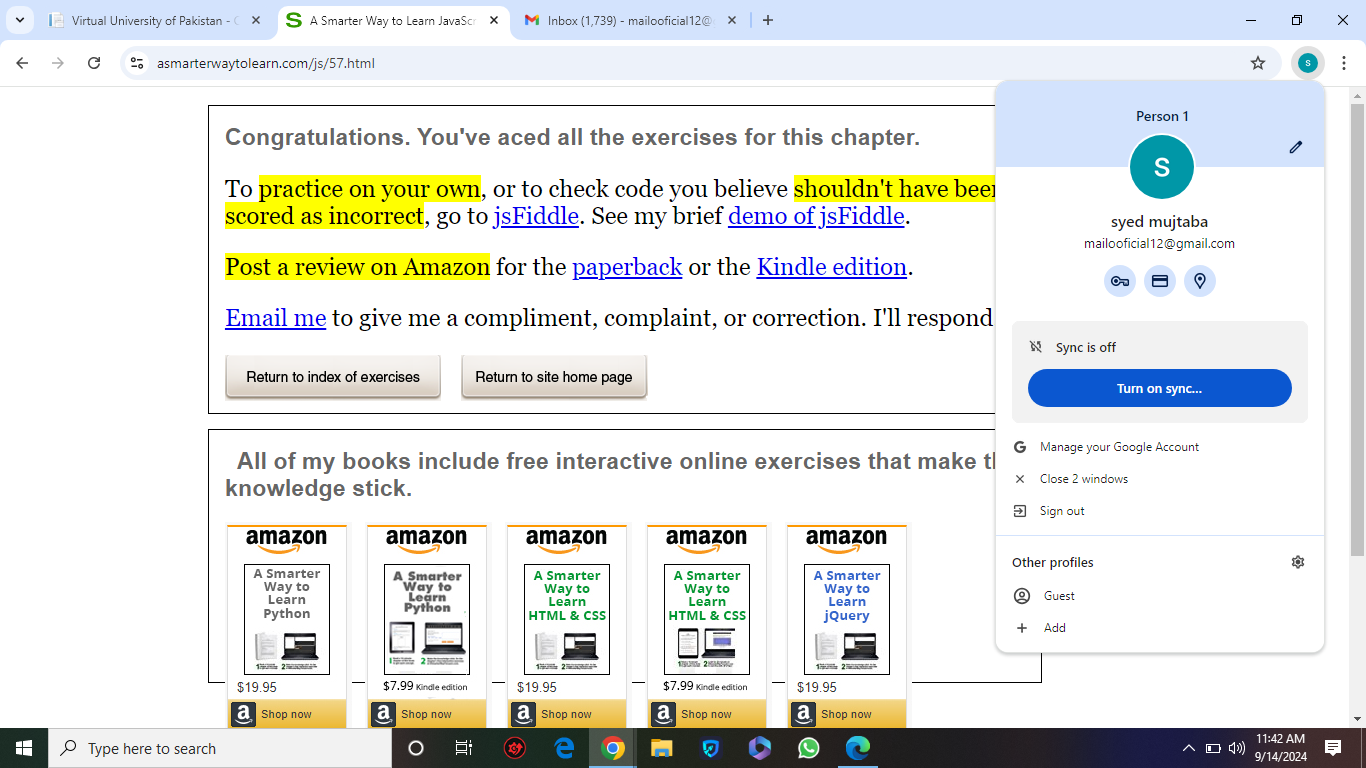 Virtual University of Pakistan - 
A Smarter Way to Learn JavaScr
Inbox (1,739) - mailooficial12@
asmarterwaytolearn.com/js/57.html
S
Congratulations. You've aced all the exercises for this chapter.
To practice on your own, or to check code you believe shouldn't have been
scored as incorrect, go to jsFiddle. See my brief demo of jsFiddle.
Post a review on Amazon for the paperback or the Kindle edition.
Email me to give me a compliment, complaint, or correction. I'll respond
Return to index of exercises
Return to site home page
All of my books include free interactive online exercises that make th
knowledge stick.
amazon
A Smarter
Way to
Learn
Python
$19.95
Shop now
amazon
A Smarter
Way to
Learn
Python
$7.99 Kindle edition
Shop now
amazon
A Smarter
Way to
Learn
HTML & CSS
$19.95
Shop now
amazon
A Smarter
Way to
Learn
HTML & CSS
$7.99 Kindle edition
Shop now
amazon
A Smarter
Way to
Learn
jQuery
$19.95
Shop now
Person 1
S
syed mujtaba
mailooficial12@gmail.com
Sync is off
Turn on sync...
Manage your Google Account
Close 2 windows
Sign out
Other profiles
Guest
Add
Type here to search
11:42 AM
9/14/2024